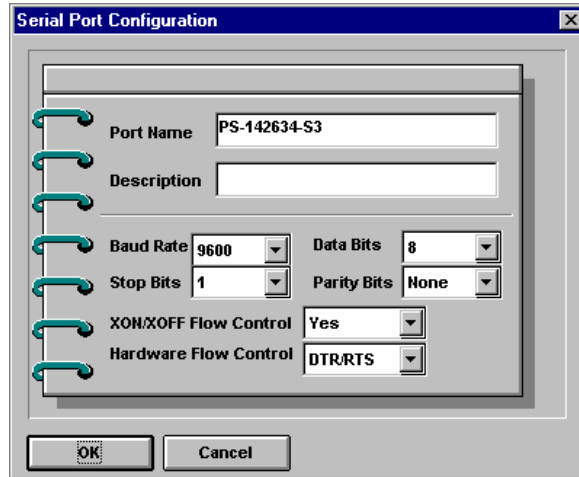 Serial Port Configuration
Port Name PS-142634-S3
Description
Baud Rate 9600 Data Bits 8
Stop Bits 1 Parity Bits None
XON/XOFF Flow Control Yes
Hardware Flow Control DTR/RTS
OK Cancel